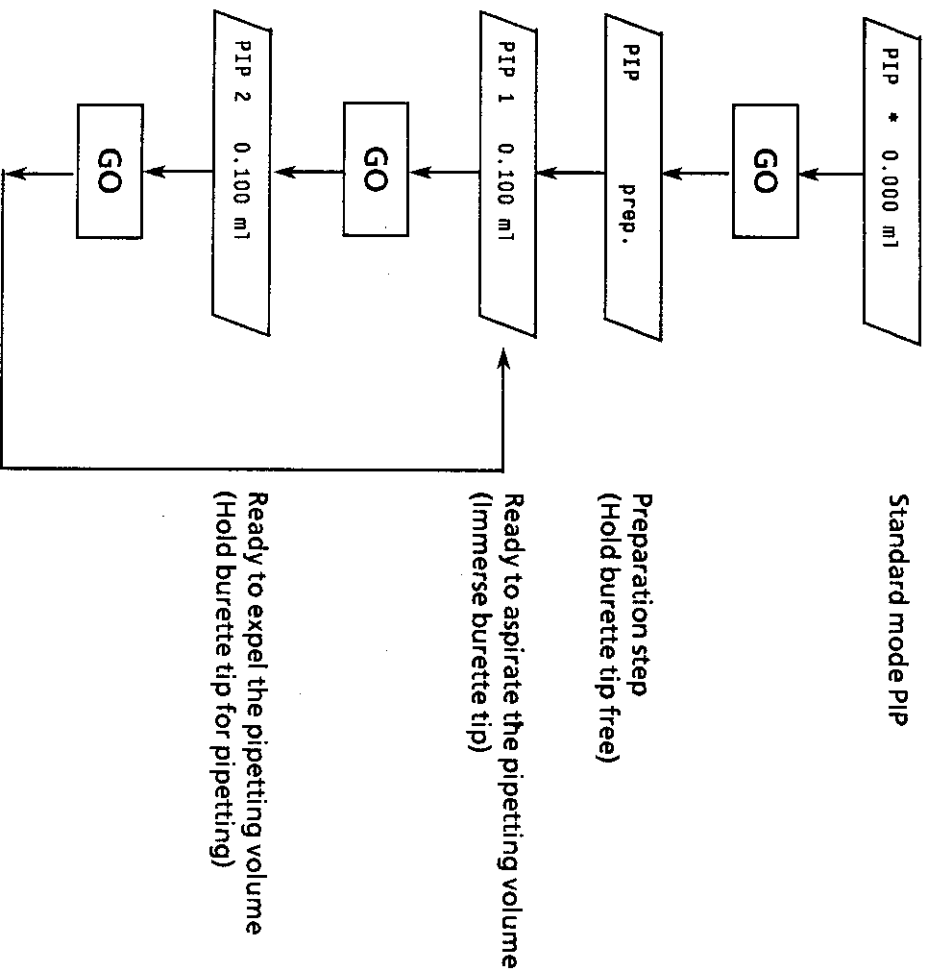 PIP * 0.000 ml
Standard mode PIP
GO
PIP prep.
Preparation step
(Hold burette tip free)
PIP 1 0.100 ml
Ready to aspirate the pipetting volume
(Immerse burette tip)
GO
PIP 2 0.100 ml
Ready to expel the pipetting volume
(Hold burette tip for pipetting)
GO